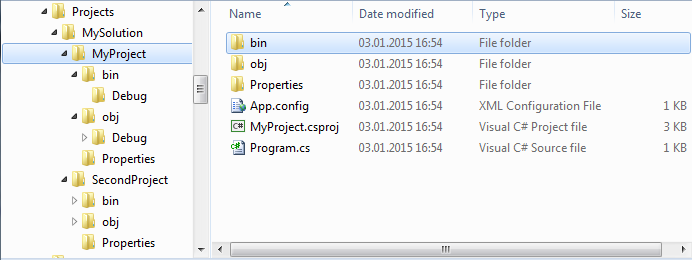 Projects
MySolution
MyProject
bin
Debug
obj
Debug
Properties
SecondProject
bin
obj
Properties
Name Date modified Type Size
bin 03.01.2015 16:54 File folder
obj 03.01.2015 16:54 File folder
Properties 03.01.2015 16:54 File folder
App.config 03.01.2015 16:54 XML Configuration File 1 KB
C# MyProject.csproj 03.01.2015 16:54 Visual C# Project file 3 KB
Program.cs 03.01.2015 16:54 Visual C# Source file 1 KB